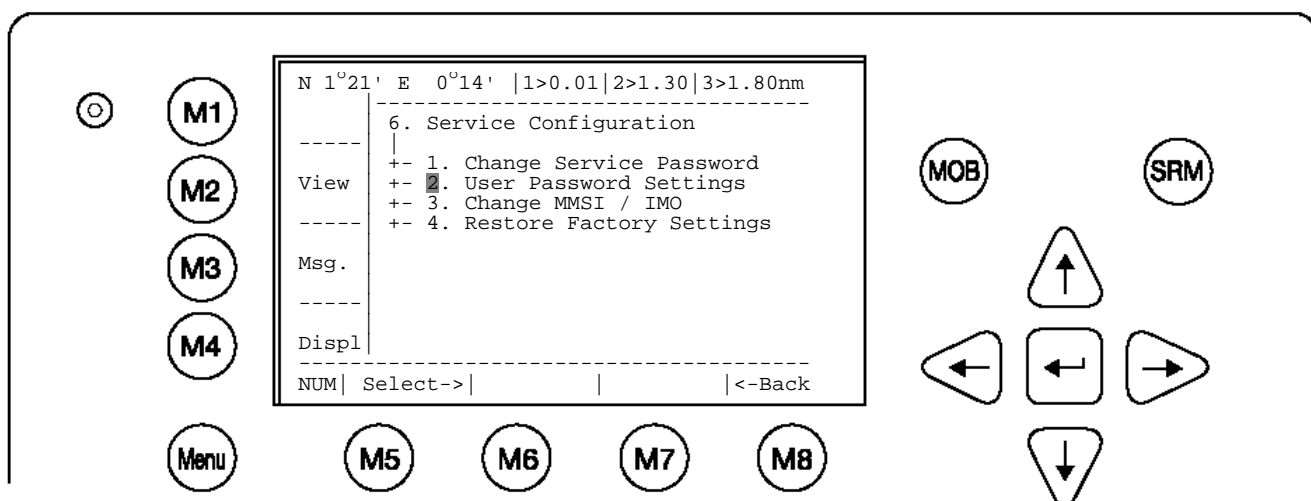 N 1°21' E 0°14' |1>0.01|2>1.30|3>1.80nm
6. Service Configuration
+- 1. Change Service Password
View
+- 2. User Password Settings
+- 3. Change MMSI / IMO
+- 4. Restore Factory Settings
Msg.
Displ
NUM| Select->| | |<-Back
M1
M2
M3
M4
Menu
M5
M6
M7
M8
MOB
SRM